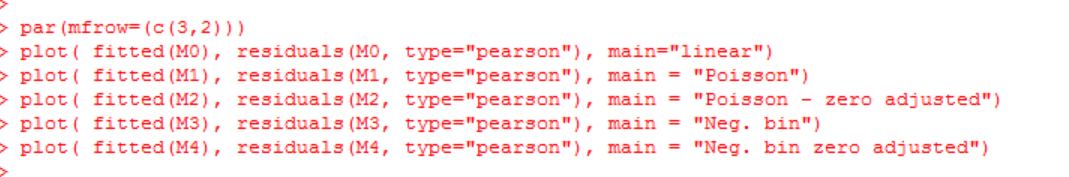 >
> par(mfrow=(c(3,2)))
> plot( fitted(M0), residuals(M0, type="pearson"), main="linear")
> plot( fitted(M1), residuals(M1, type="pearson"), main = "Poisson")
> plot( fitted(M2), residuals(M2, type="pearson"), main = "Poisson - zero adjusted")
> plot( fitted(M3), residuals(M3, type="pearson"), main = "Neg. bin")
> plot( fitted(M4), residuals(M4, type="pearson"), main = "Neg. bin zero adjusted")
>